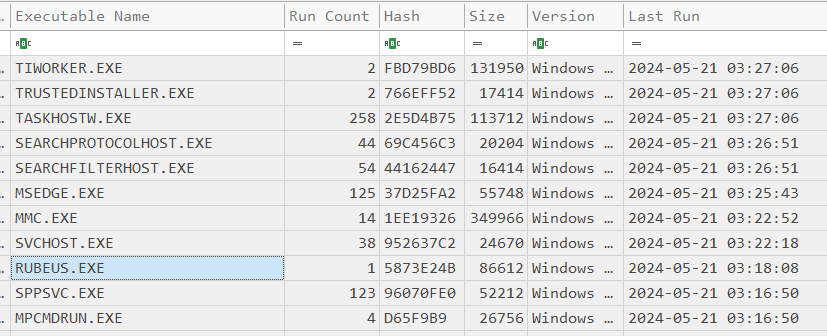 Executable Name Run Count Hash Size Version Last Run
ABC = ABC = ABC =
TIWORKER.EXE 2 FBD79BD6 131950 Windows … 2024-05-21 03:27:06
TRUSTEDINSTALLER.EXE 2 766EFF52 17414 Windows … 2024-05-21 03:27:06
TASKHOSTW.EXE 258 2E5D4B75 113712 Windows … 2024-05-21 03:27:06
SEARCHPROTOCOLHOST.EXE 44 69C456C3 20204 Windows … 2024-05-21 03:26:51
SEARCHFILTERHOST.EXE 54 44162447 16414 Windows … 2024-05-21 03:26:51
MSEDGE.EXE 125 37D25FA2 55748 Windows … 2024-05-21 03:25:43
MMC.EXE 14 1EE19326 349966 Windows … 2024-05-21 03:22:52
SVCHOST.EXE 38 952637C2 24670 Windows … 2024-05-21 03:22:18
RUBEUS.EXE 1 5873E24B 86612 Windows … 2024-05-21 03:18:08
SPPSVC.EXE 123 96070FE0 52212 Windows … 2024-05-21 03:16:50
MPCMDRUN.EXE 4 D65F9B9 26756 Windows … 2024-05-21 03:16:50